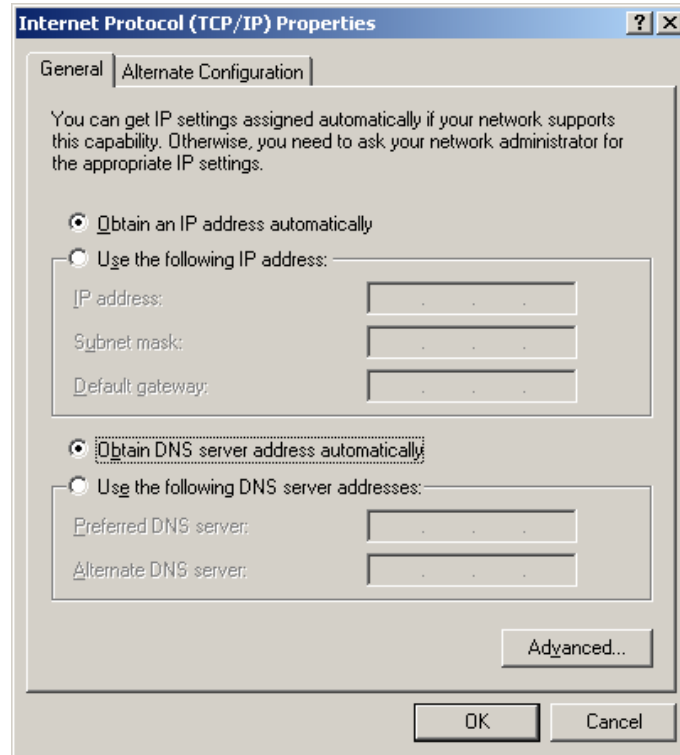 Internet Protocol (TCP/IP) Properties
General
Alternate Configuration
You can get IP settings assigned automatically if your network supports
this capability. Otherwise, you need to ask your network administrator for
the appropriate IP settings.
Obtain an IP address automatically
Use the following IP address:
IP address:
Subnet mask:
Default gateway:
Obtain DNS server address automatically
Use the following DNS server addresses:
Preferred DNS server:
Alternate DNS server:
Advanced...
OK
Cancel